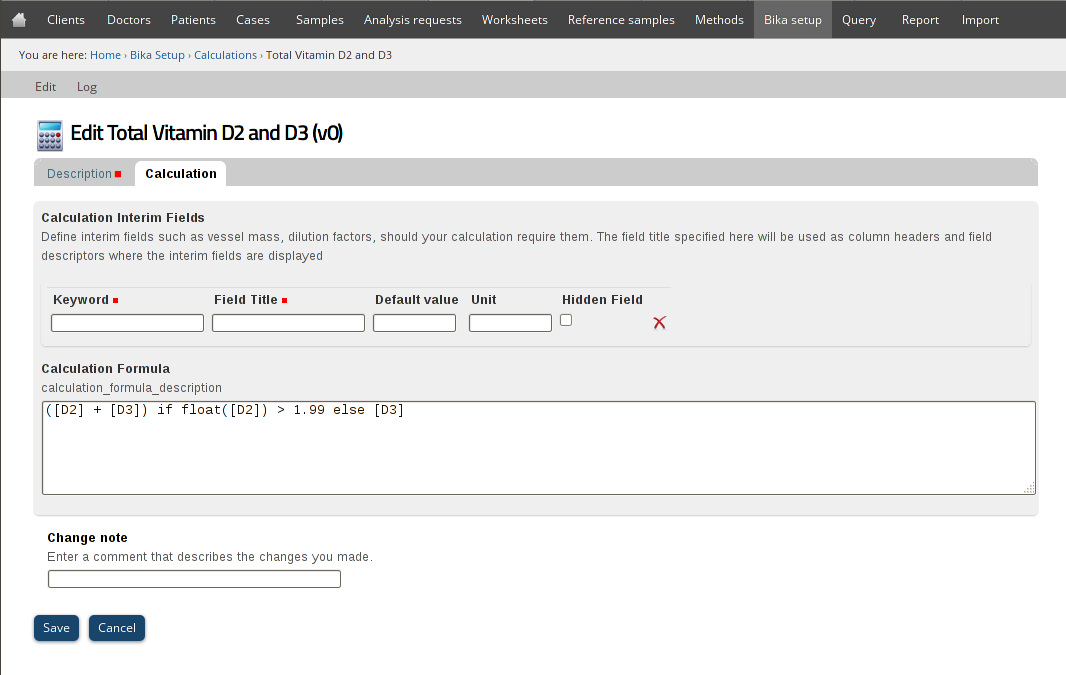 Clients Doctors Patients Cases Samples Analysis requests Worksheets Reference samples Methods Bika setup Query Report Import
You are here: Home › Bika Setup › Calculations › Total Vitamin D2 and D3
Edit Log
Edit Total Vitamin D2 and D3 (v0)
Description Calculation
Calculation Interim Fields
Define interim fields such as vessel mass, dilution factors, should your calculation require them. The field title specified here will be used as column headers and field
descriptors where the interim fields are displayed
Keyword Field Title Default value Unit Hidden Field
Calculation Formula
calculation_formula_description
([D2] + [D3]) if float([D2]) > 1.99 else [D3]
Change note
Enter a comment that describes the changes you made.
Save Cancel